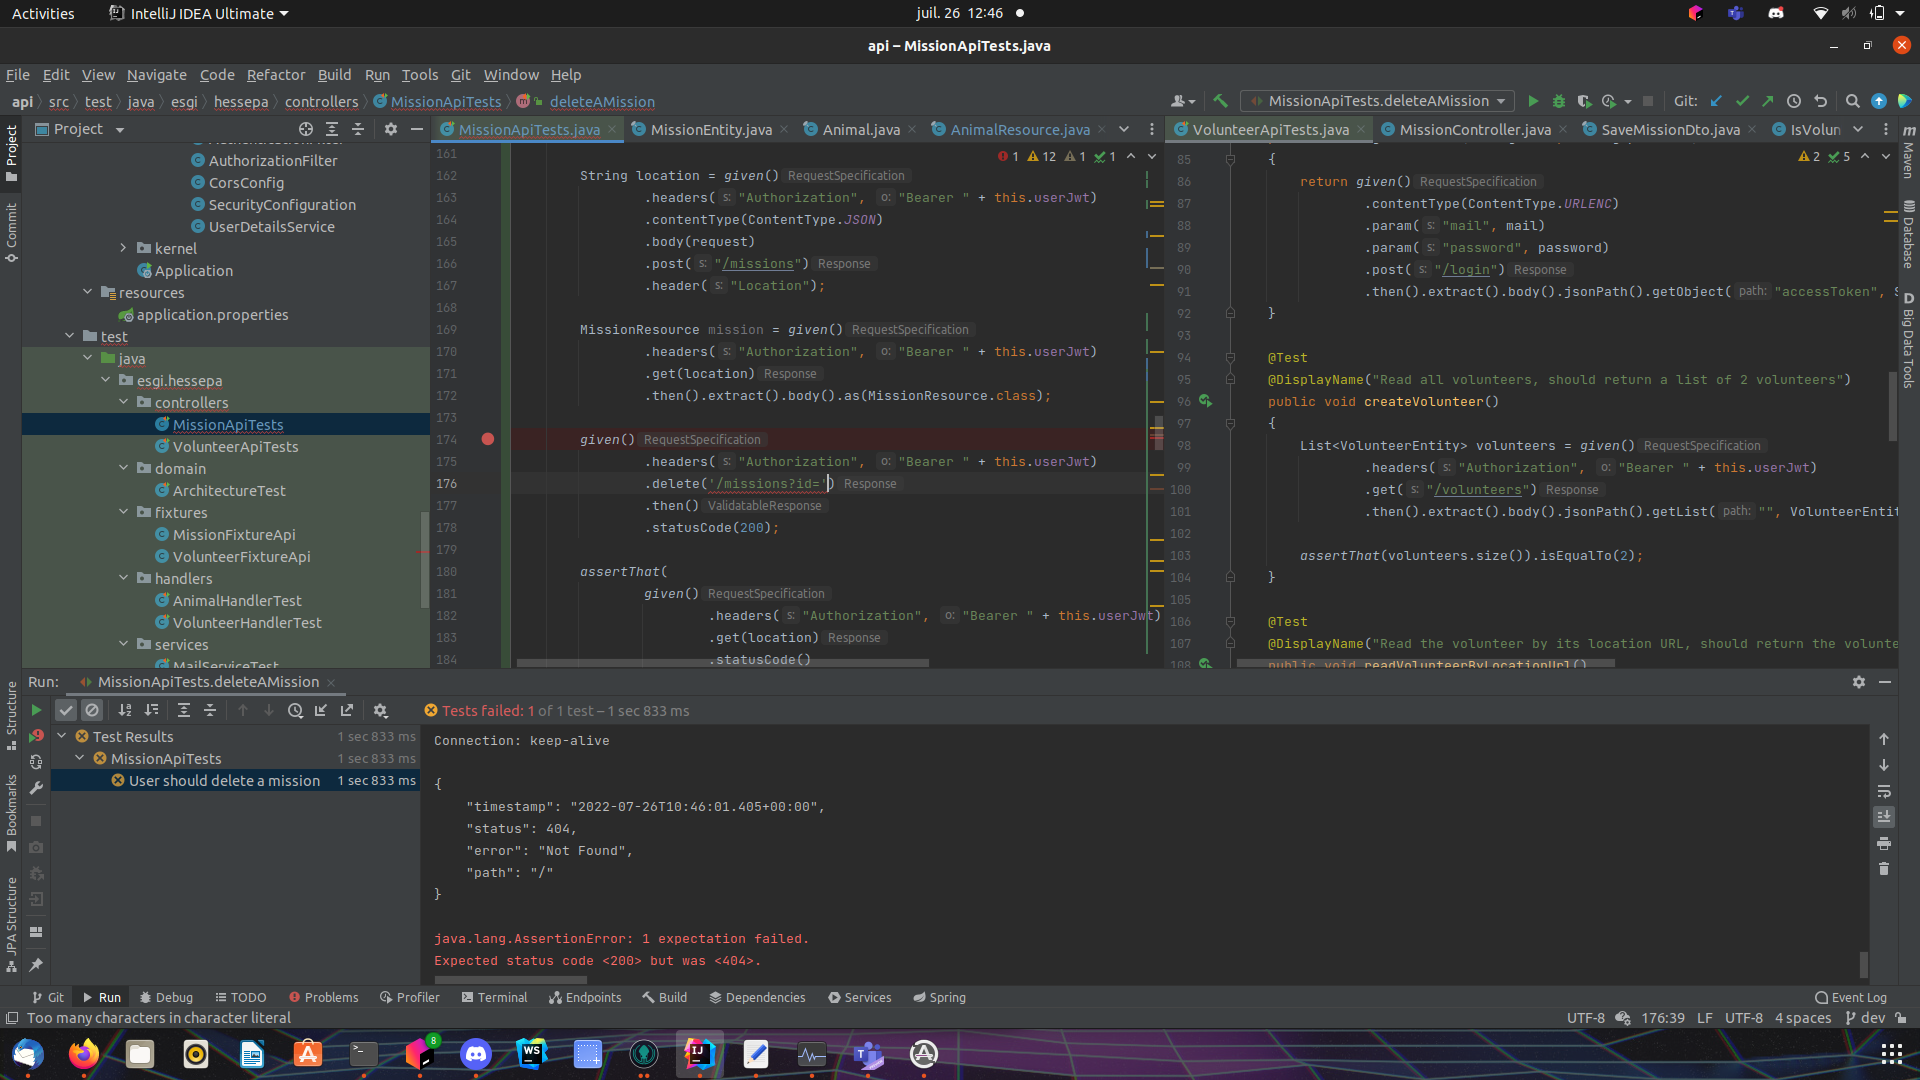 Activities
IntelliJ IDEA Ultimate
juil. 26 12:46
api – MissionApiTests.java
File Edit View Navigate Code Refactor Build Run Tools Git Window Help
api src test java esgi hessepa controllers MissionApiTests deleteAMission
MissionApiTests.deleteAMission
Git:
Project
MissionApiTests.java MissionEntity.java Animal.java AnimalResource.java
VolunteerApiTests.java MissionController.java SaveMissionDto.java IsVolun
Project
Commit
Structure
Bookmarks
JPA Structure
Maven
Database
Big Data Tools
AuthorizationFilter
CorsConfig
SecurityConfiguration
UserDetailsService
kernel
Application
resources
application.properties
test
java
esgi.hessepa
controllers
MissionApiTests
VolunteerApiTests
domain
ArchitectureTest
fixtures
MissionFixtureApi
VolunteerFixtureApi
handlers
AnimalHandlerTest
VolunteerHandlerTest
services
MailServiceTest
1 12 1 1
161
162 String location = given() RequestSpecification
163 .headers( s: "Authorization", o: "Bearer " + this.userJwt)
164 .contentType(ContentType.JSON)
165 .body(request)
166 .post( s: "/missions") Response
167 .header( s: "Location");
168
169 MissionResource mission = given() RequestSpecification
170 .headers( s: "Authorization", o: "Bearer " + this.userJwt)
171 .get(location) Response
172 .then().extract().body().as(MissionResource.class);
173
174 given() RequestSpecification
175 .headers( s: "Authorization", o: "Bearer " + this.userJwt)
176 .delete('/missions?id=') Response
177 .then() ValidatableResponse
178 .statusCode(200);
179
180 assertThat(
181 given() RequestSpecification
182 .headers( s: "Authorization", o: "Bearer " + this.userJwt)
183 .get(location) Response
184 .statusCode()
2 5
85 {
86 return given() RequestSpecification
87 .contentType(ContentType.URLENC)
88 .param( s: "mail", mail)
89 .param( s: "password", password)
90 .post( s: "/login") Response
91 .then().extract().body().jsonPath().getObject( path: "accessToken", S
92 }
93
94 @Test
95 @DisplayName("Read all volunteers, should return a list of 2 volunteers")
96 public void createVolunteer()
97 {
98 List<VolunteerEntity> volunteers = given() RequestSpecification
99 .headers( s: "Authorization", o: "Bearer " + this.userJwt)
100 .get( s: "/volunteers") Response
101 .then().extract().body().jsonPath().getList( path: "", VolunteerEntit
102
103 assertThat(volunteers.size()).isEqualTo(2);
104 }
105
106 @Test
107 @DisplayName("Read the volunteer by its location URL, should return the volunte
108 public void readVolunteerByLocationUrl()
Run: MissionApiTests.deleteAMission
Tests failed: 1 of 1 test – 1 sec 833 ms
Test Results 1 sec 833 ms
MissionApiTests 1 sec 833 ms
User should delete a mission 1 sec 833 ms
Connection: keep-alive
{
"timestamp": "2022-07-26T10:46:01.405+00:00",
"status": 404,
"error": "Not Found",
"path": "/"
}
java.lang.AssertionError: 1 expectation failed.
Expected status code <200> but was <404>.
Git Run Debug TODO Problems Profiler Terminal Endpoints Build Dependencies Services Spring Event Log
Too many characters in character literal
UTF-8 176:39 LF UTF-8 4 spaces dev
8
WS
IJ